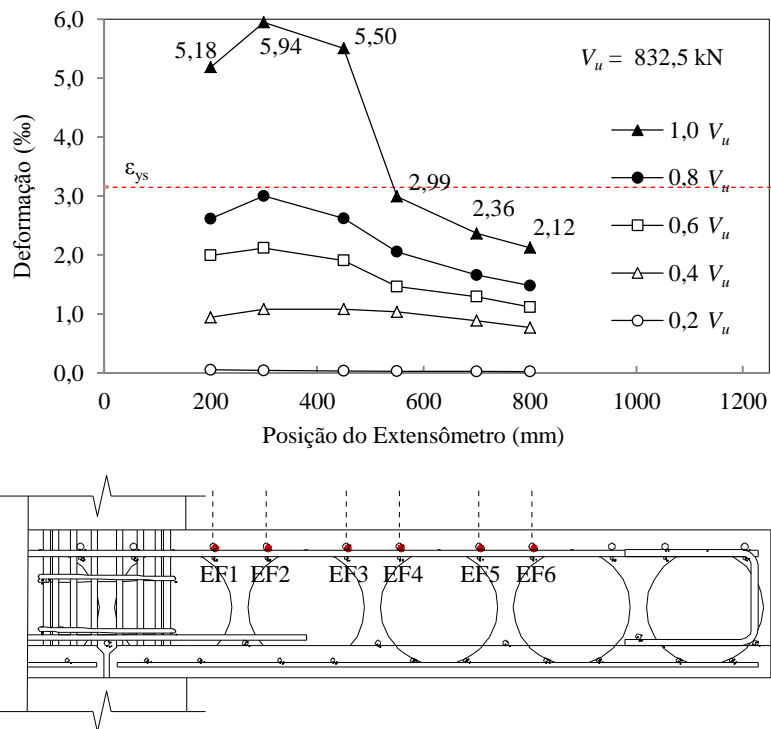 6,0
5,0
4,0
3,0
2,0
1,0
0,0
Deformação (‰)
5,18
5,94
5,50
2,99
2,36
2,12
V_u = 832,5 kN
ε_ys
1,0 V_u
0,8 V_u
0,6 V_u
0,4 V_u
0,2 V_u
0 200 400 600 800 1000 1200
Posição do Extensômetro (mm)
EF1 EF2 EF3 EF4 EF5 EF6